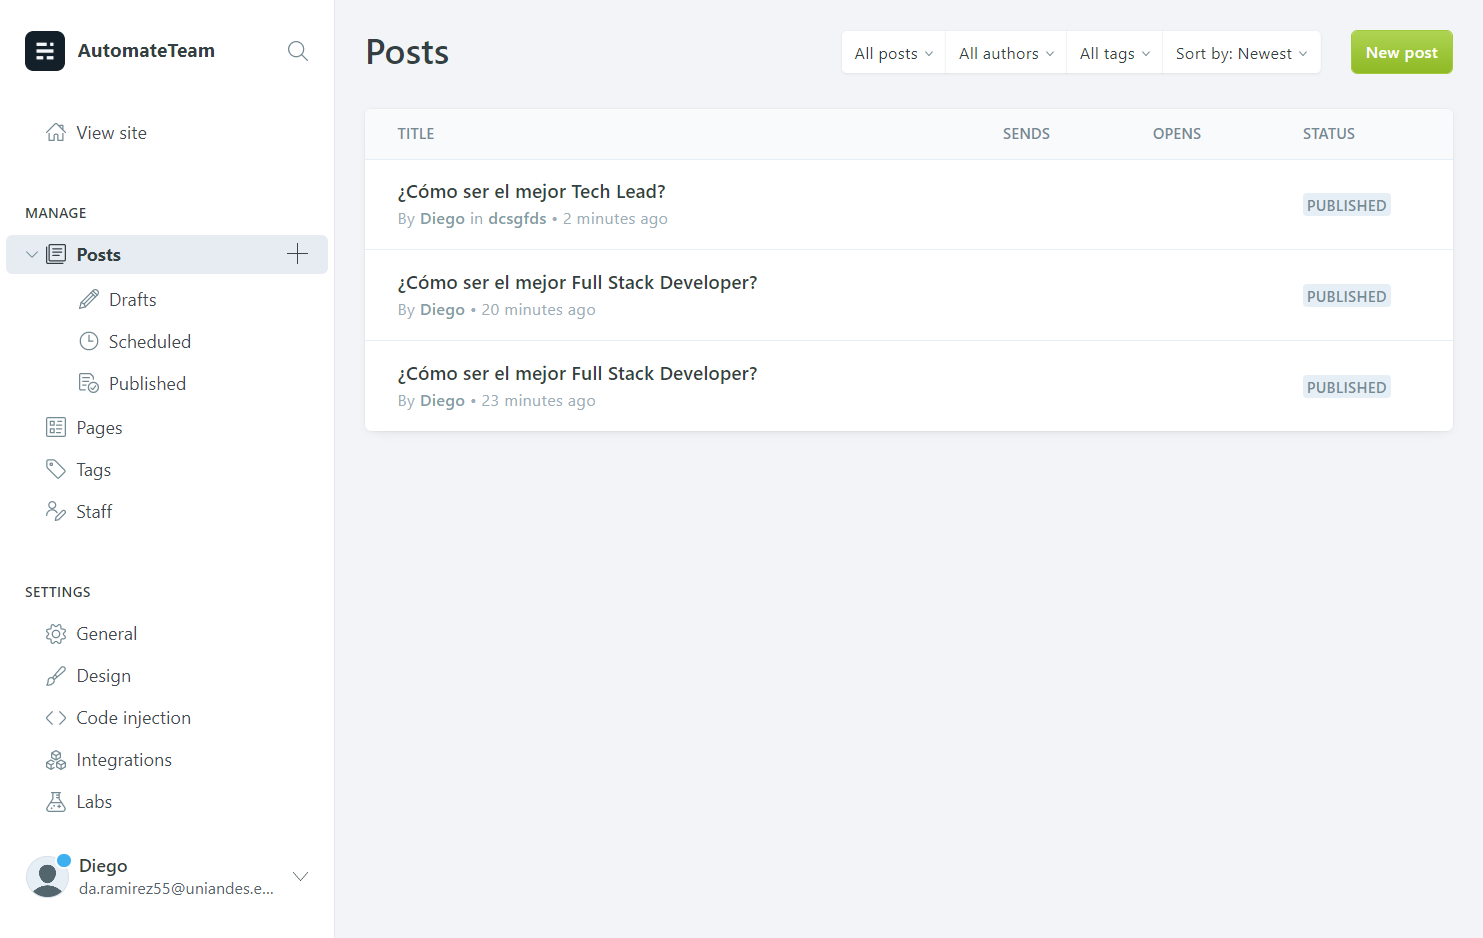 AutomateTeam
View site
MANAGE
Posts
Drafts
Scheduled
Published
Pages
Tags
Staff
SETTINGS
General
Design
Code injection
Integrations
Labs
Diego
da.ramirez55@uniandes.e...
Posts
All posts
All authors
All tags
Sort by: Newest
New post
TITLE SENDS OPENS STATUS
¿Cómo ser el mejor Tech Lead?
By Diego in dcsgfds • 2 minutes ago
PUBLISHED
¿Cómo ser el mejor Full Stack Developer?
By Diego • 20 minutes ago
PUBLISHED
¿Cómo ser el mejor Full Stack Developer?
By Diego • 23 minutes ago
PUBLISHED